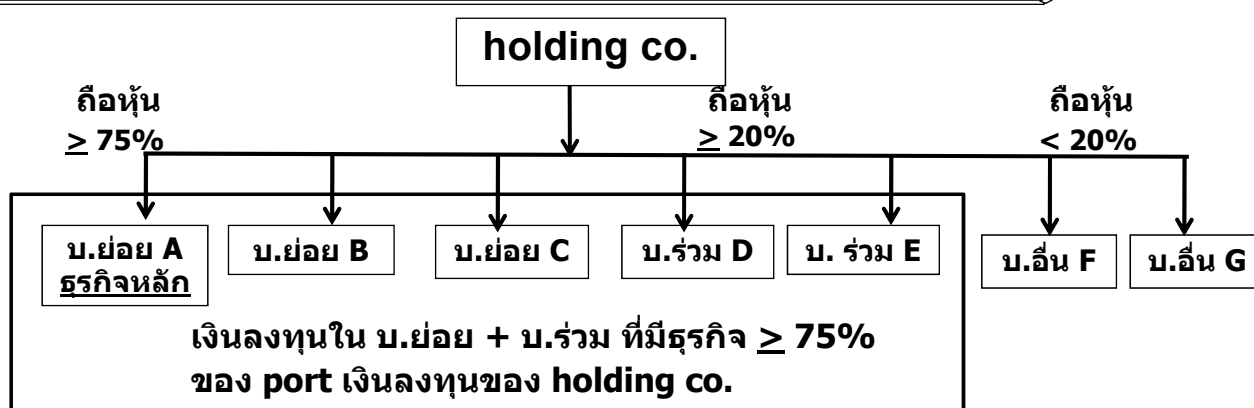 holding co.
ถือหุ้น
≥ 75%
ถือหุ้น
≥ 20%
ถือหุ้น
< 20%
บ.ย่อย A
ธุรกิจหลัก
บ.ย่อย B
บ.ย่อย C
บ.ร่วม D
บ. ร่วม E
บ.อื่น F
บ.อื่น G
เงินลงทุนใน บ.ย่อย + บ.ร่วม ที่มีธุรกิจ ≥ 75%
ของ port เงินลงทุนของ holding co.